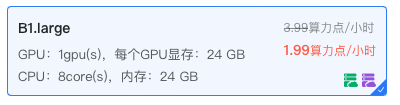 B1.large
3.99算力点/小时
GPU：1gpu(s)，每个GPU显存：24 GB
1.99算力点/小时
CPU：8core(s)，内存：24 GB